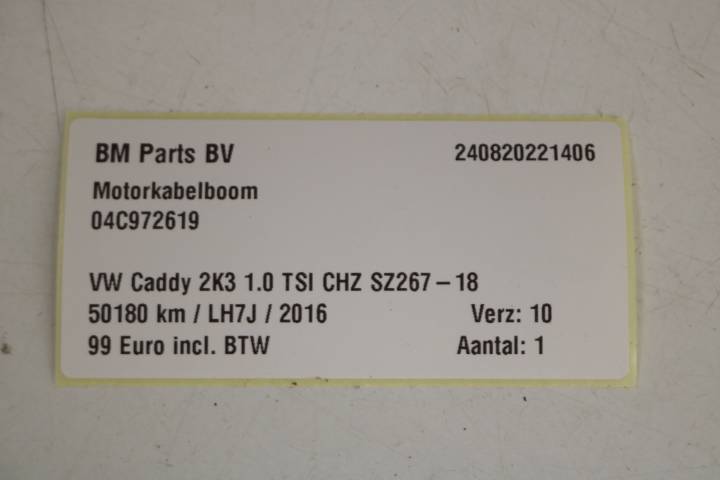 BM Parts BV 240820221406
Motorkabelboom
04C972619
VW Caddy 2K3 1.0 TSI CHZ SZ267 – 18
50180 km / LH7J / 2016 Verz: 10
99 Euro incl. BTW Aantal: 1